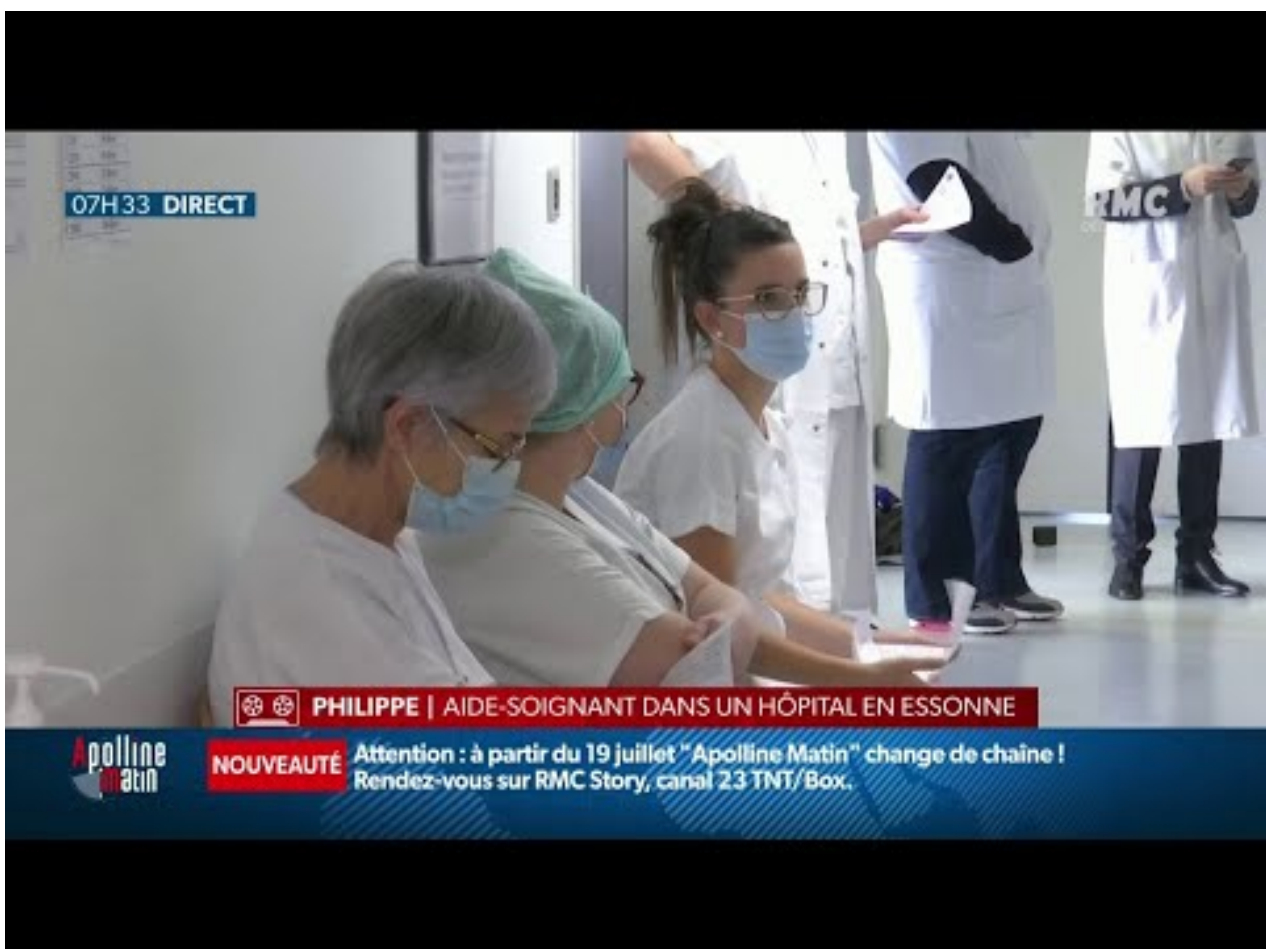 07H33 DIRECT
RMC
PHILIPPE | AIDE-SOIGNANT DANS UN HÔPITAL EN ESSONNE
Apolline
matin
NOUVEAUTÉ
Attention : à partir du 19 juillet "Apolline Matin" change de chaîne !
Rendez-vous sur RMC Story, canal 23 TNT/Box.